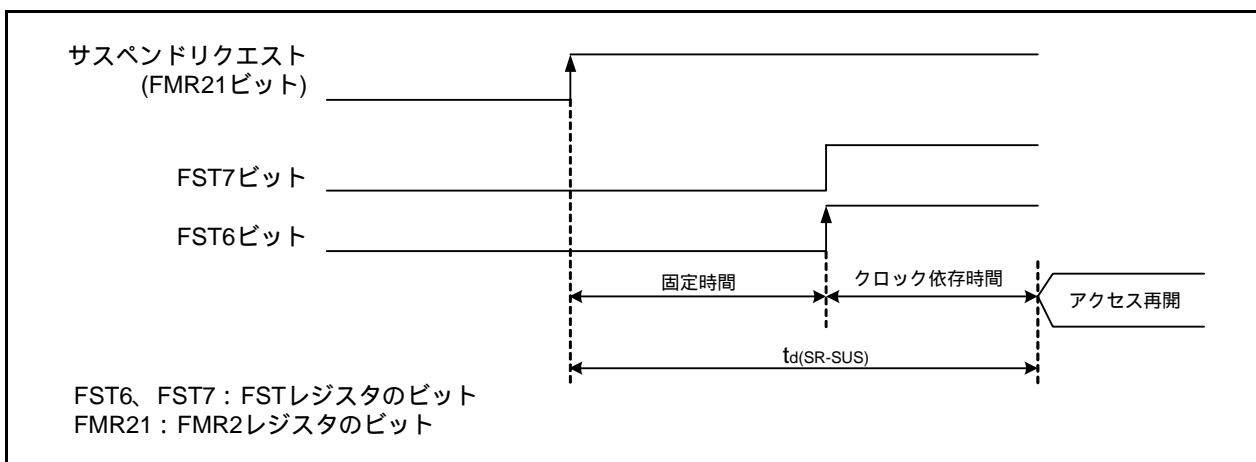 サスペンドリクエスト
(FMR21ビット)
FST7ビット
FST6ビット
固定時間
クロック依存時間
アクセス再開
td(SR-SUS)
FST6、FST7：FSTレジスタのビット
FMR21：FMR2レジスタのビット